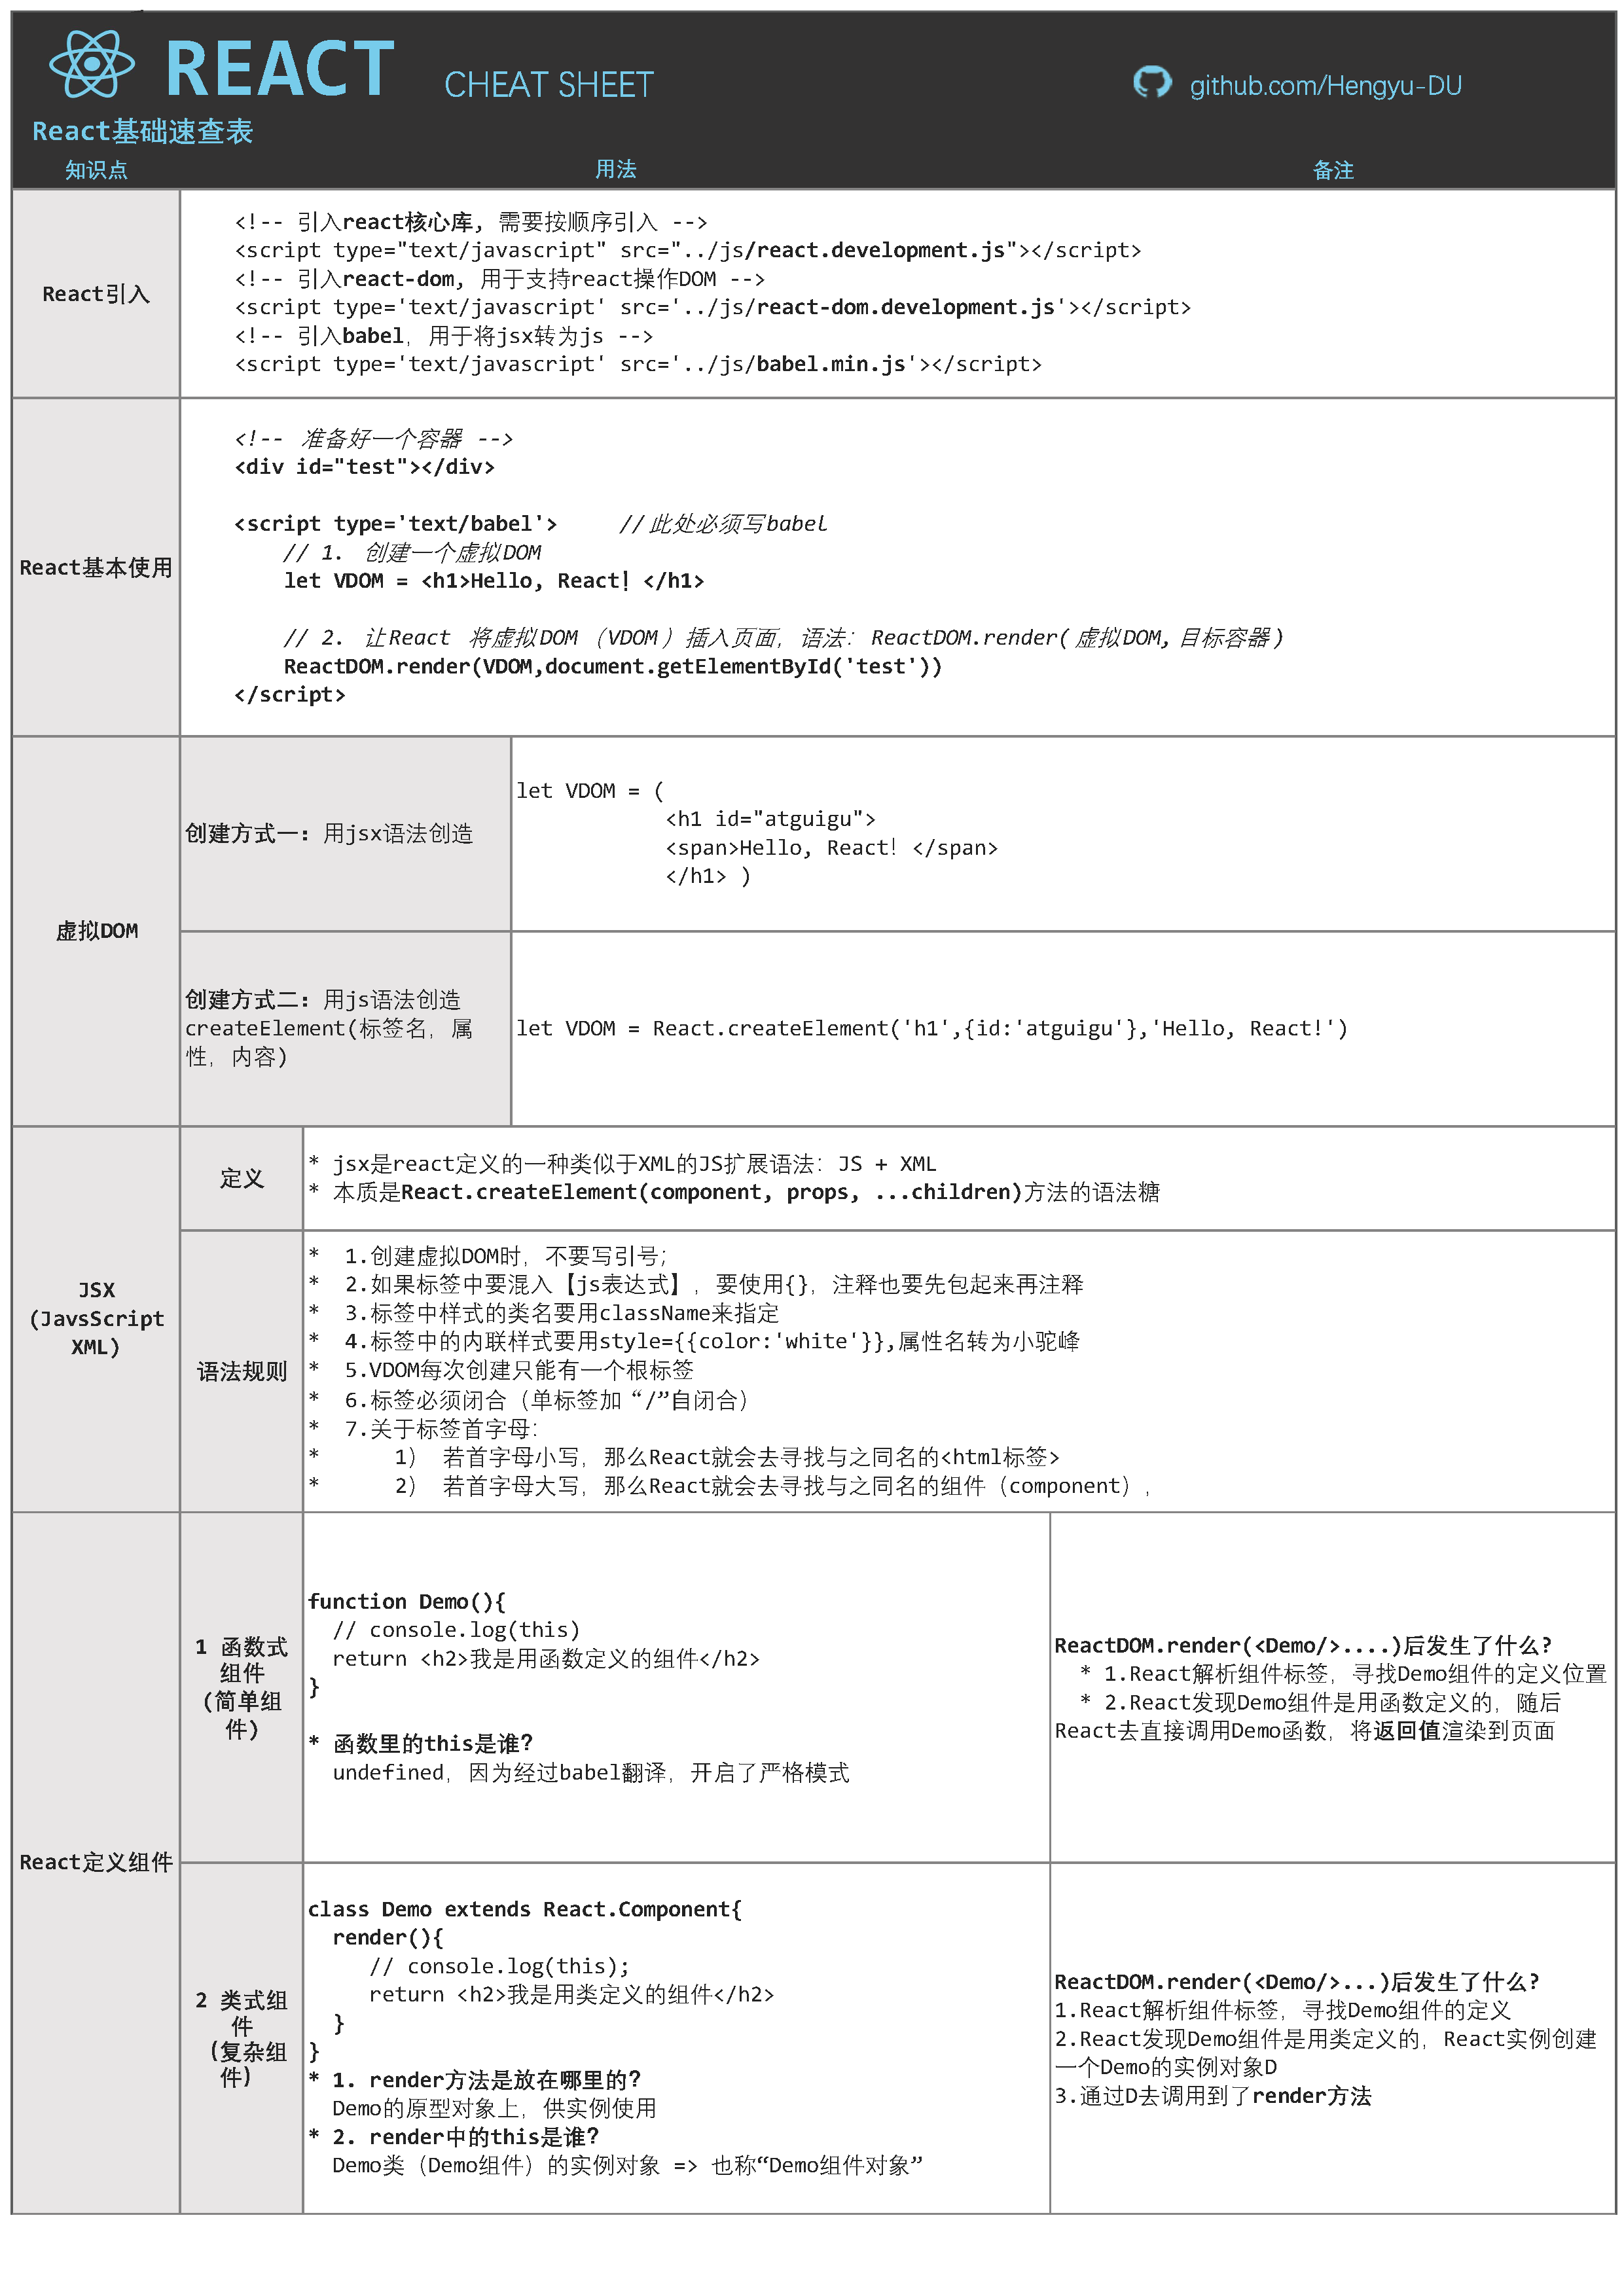 REACT CHEAT SHEET github.com/Hengyu-DU
React基础速查表
知识点 用法 备注
React引入
<!-- 引入react核心库, 需要按顺序引入 -->
<script type="text/javascript" src="../js/react.development.js"></script>
<!-- 引入react-dom, 用于支持react操作DOM -->
<script type='text/javascript' src='../js/react-dom.development.js'></script>
<!-- 引入babel, 用于将jsx转为js -->
<script type='text/javascript' src='../js/babel.min.js'></script>
React基本使用
<!-- 准备好一个容器 -->
<div id="test"></div>
<script type='text/babel'> //此处必须写babel
// 1. 创建一个虚拟DOM
let VDOM = <h1>Hello, React！</h1>
// 2. 让React 将虚拟DOM（VDOM）插入页面，语法：ReactDOM.render(虚拟DOM,目标容器)
ReactDOM.render(VDOM,document.getElementById('test'))
</script>
虚拟DOM
创建方式一：用jsx语法创造
let VDOM = (
<h1 id="atguigu">
<span>Hello, React！</span>
</h1> )
创建方式二：用js语法创造
createElement(标签名，属
性，内容)
let VDOM = React.createElement('h1',{id:'atguigu'},'Hello, React!')
JSX
(JavsScript
XML)
定义
* jsx是react定义的一种类似于XML的JS扩展语法：JS + XML
* 本质是React.createElement(component, props, ...children)方法的语法糖
语法规则
* 1.创建虚拟DOM时，不要写引号；
* 2.如果标签中要混入【js表达式】，要使用{}，注释也要先包起来再注释
* 3.标签中样式的类名要用className来指定
* 4.标签中的内联样式要用style={{color:'white'}},属性名转为小驼峰
* 5.VDOM每次创建只能有一个根标签
* 6.标签必须闭合（单标签加“/”自闭合）
* 7.关于标签首字母：
* 1） 若首字母小写，那么React就会去寻找与之同名的<html标签>
* 2） 若首字母大写，那么React就会去寻找与之同名的组件（component），
React定义组件
1 函数式
组件
(简单组
件)
function Demo(){
// console.log(this)
return <h2>我是用函数定义的组件</h2>
}
* 函数里的this是谁？
undefined，因为经过babel翻译，开启了严格模式
ReactDOM.render(<Demo/>....)后发生了什么？
* 1.React解析组件标签，寻找Demo组件的定义位置
* 2.React发现Demo组件是用函数定义的，随后
React去直接调用Demo函数，将返回值渲染到页面
2 类式组
件
（复杂组
件）
class Demo extends React.Component{
render(){
// console.log(this);
return <h2>我是用类定义的组件</h2>
}
}
* 1. render方法是放在哪里的？
Demo的原型对象上，供实例使用
* 2. render中的this是谁？
Demo类（Demo组件）的实例对象 => 也称“Demo组件对象”
ReactDOM.render(<Demo/>...)后发生了什么？
1.React解析组件标签，寻找Demo组件的定义
2.React发现Demo组件是用类定义的，React实例创建
一个Demo的实例对象D
3.通过D去调用到了render方法